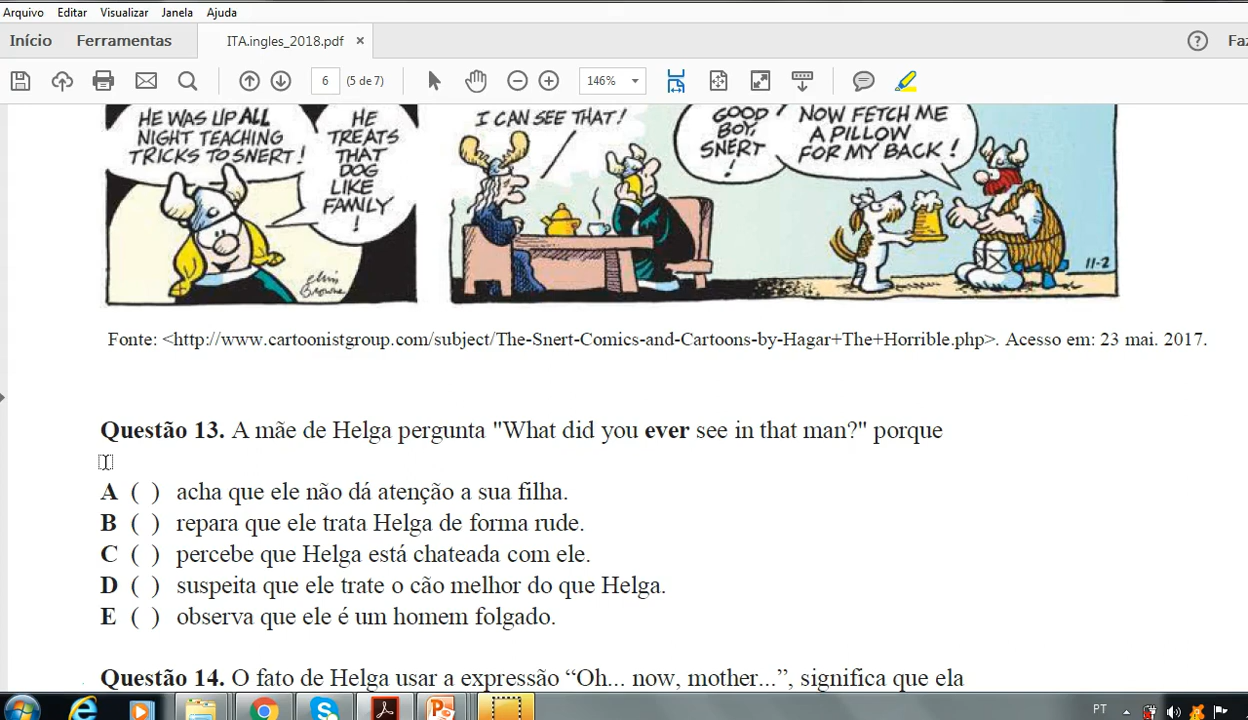 Arquivo Editar Visualizar Janela Ajuda
Início Ferramentas ITA.ingles_2018.pdf × ? Faz
6 (5 de 7) 146%
HE WAS UP ALL
NIGHT TEACHING
TRICKS TO SNERT!
HE
TREATS
THAT
DOG
LIKE
FAMILY
!
I CAN SEE THAT!
GOOD
BOY,
SNERT
!
NOW FETCH ME
A PILLOW
FOR MY BACK!
11-2
Fonte: <http://www.cartoonistgroup.com/subject/The-Snert-Comics-and-Cartoons-by-Hagar+The+Horrible.php>. Acesso em: 23 mai. 2017.
Questão 13. A mãe de Helga pergunta "What did you ever see in that man?" porque
A ( ) acha que ele não dá atenção a sua filha.
B ( ) repara que ele trata Helga de forma rude.
C ( ) percebe que Helga está chateada com ele.
D ( ) suspeita que ele trate o cão melhor do que Helga.
E ( ) observa que ele é um homem folgado.
Questão 14. O fato de Helga usar a expressão “Oh... now, mother...”, significa que ela
PT